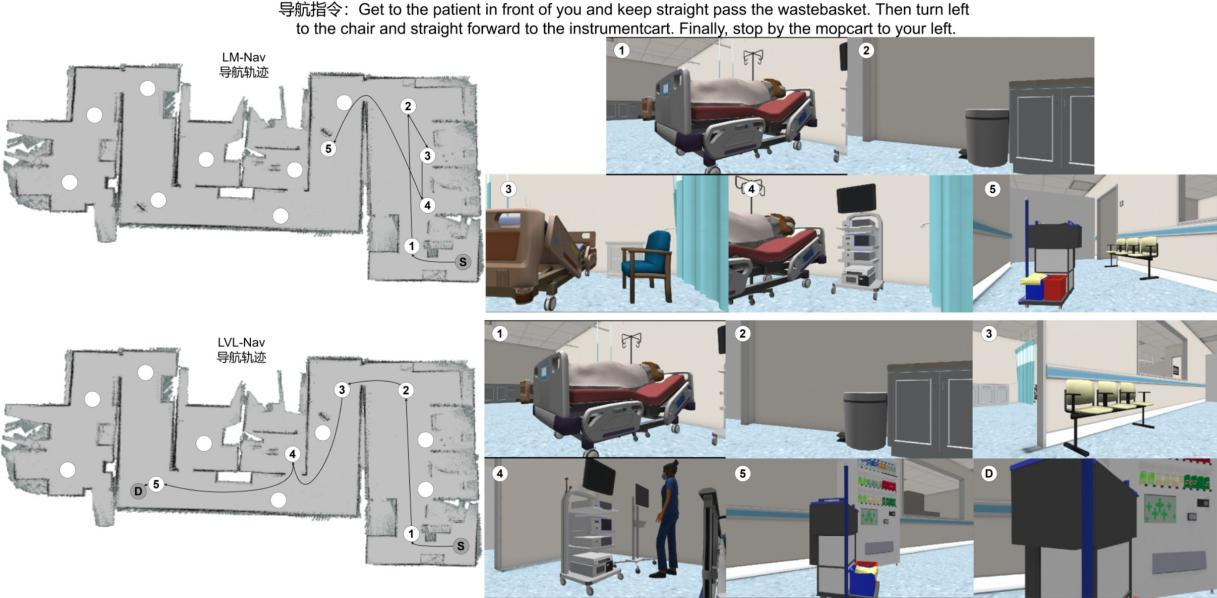 导航指令：Get to the patient in front of you and keep straight pass the wastebasket. Then turn left
to the chair and straight forward to the instrumentcart. Finally, stop by the mopcart to your left.
LM-Nav
导航轨迹
2
5
3
4
1
S
1
2
3
4
5
LVL-Nav
导航轨迹
3
2
4
D
5
1
S
1
2
3
4
5
D